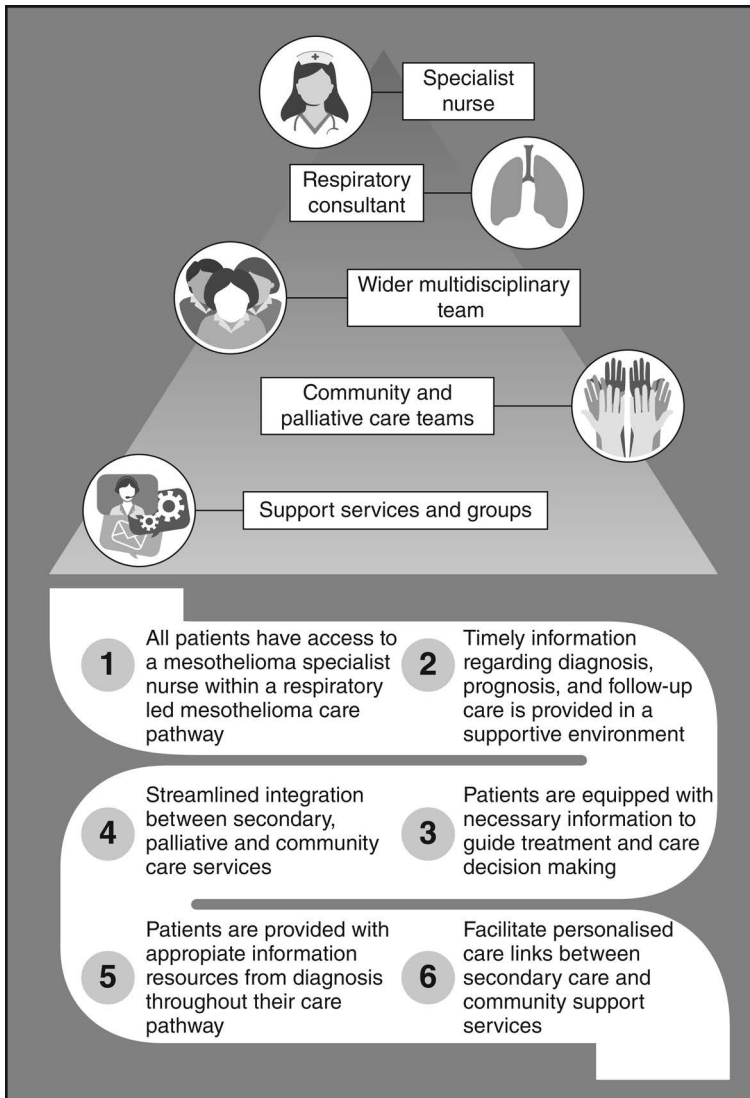 Specialist
nurse
Respiratory
consultant
Wider multidisciplinary
team
Community and
palliative care teams
Support services and groups
1
All patients have access to
a mesothelioma specialist
nurse within a respiratory
led mesothelioma care
pathway
2
Timely information
regarding diagnosis,
prognosis, and follow-up
care is provided in a
supportive environment
3
Patients are equipped with
necessary information to
guide treatment and care
decision making
4
Streamlined integration
between secondary,
palliative and community
care services
5
Patients are provided with
appropiate information
resources from diagnosis
throughout their care
pathway
6
Facilitate personalised
care links between
secondary care and
community support
services